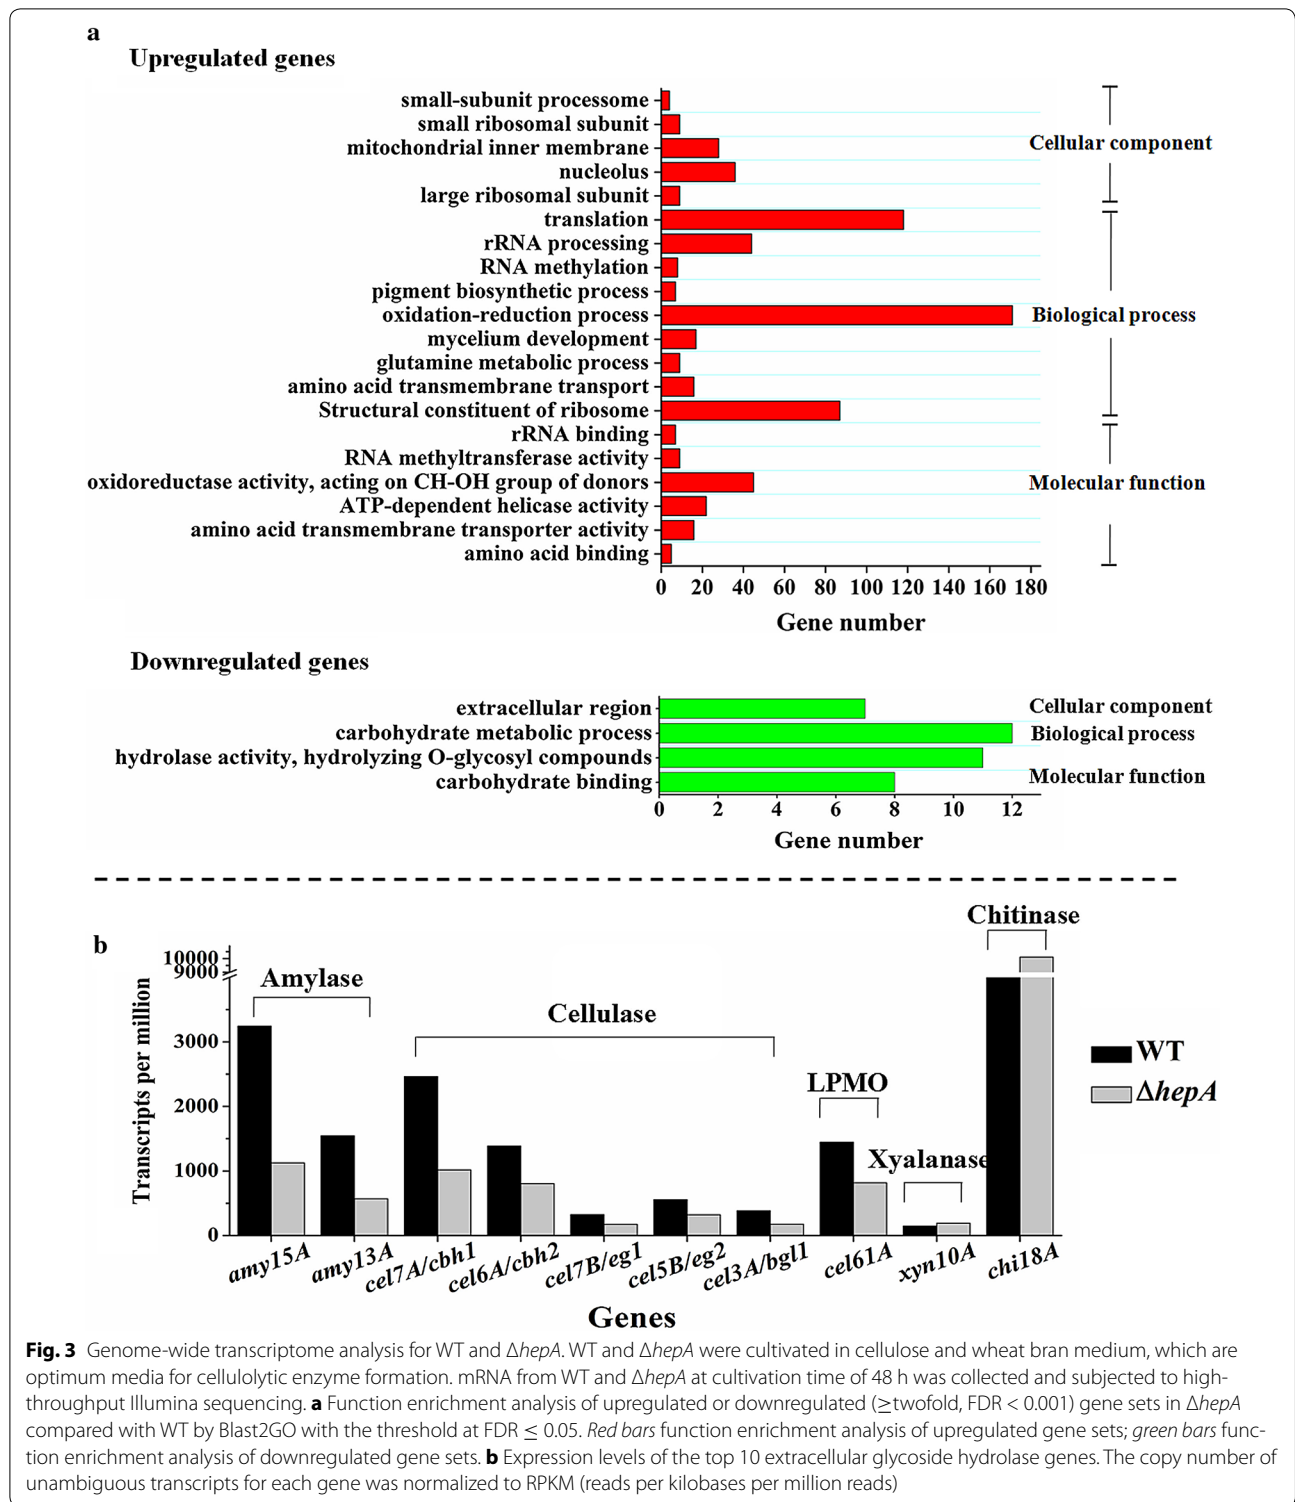 a
Upregulated genes
small-subunit processome
small ribosomal subunit
mitochondrial inner membrane
nucleolus
large ribosomal subunit
translation
rRNA processing
RNA methylation
pigment biosynthetic process
oxidation-reduction process
mycelium development
glutamine metabolic process
amino acid transmembrane transport
Structural constituent of ribosome
rRNA binding
RNA methyltransferase activity
oxidoreductase activity, acting on CH-OH group of donors
ATP-dependent helicase activity
amino acid transmembrane transporter activity
amino acid binding
Cellular component
Biological process
Molecular function
0 20 40 60 80 100 120 140 160 180
Gene number
Downregulated genes
extracellular region
carbohydrate metabolic process
hydrolase activity, hydrolyzing O-glycosyl compounds
carbohydrate binding
Cellular component
Biological process
Molecular function
0 2 4 6 8 10 12
Gene number
b
Transcripts per million
10000
9000
3000
2000
1000
0
Amylase
Cellulase
LPMO
Xyalanase
Chitinase
WT
ΔhepA
amy15A amy13A cel7A/cbh1 cel6A/cbh2 cel7B/eg1 cel5B/eg2 cel3A/bgl1 cel61A xyn10A chi18A
Genes
Fig. 3 Genome-wide transcriptome analysis for WT and ΔhepA. WT and ΔhepA were cultivated in cellulose and wheat bran medium, which are
optimum media for cellulolytic enzyme formation. mRNA from WT and ΔhepA at cultivation time of 48 h was collected and subjected to high-
throughput Illumina sequencing. a Function enrichment analysis of upregulated or downregulated (≥twofold, FDR < 0.001) gene sets in ΔhepA
compared with WT by Blast2GO with the threshold at FDR ≤ 0.05. Red bars function enrichment analysis of upregulated gene sets; green bars func-
tion enrichment analysis of downregulated gene sets. b Expression levels of the top 10 extracellular glycoside hydrolase genes. The copy number of
unambiguous transcripts for each gene was normalized to RPKM (reads per kilobases per million reads)